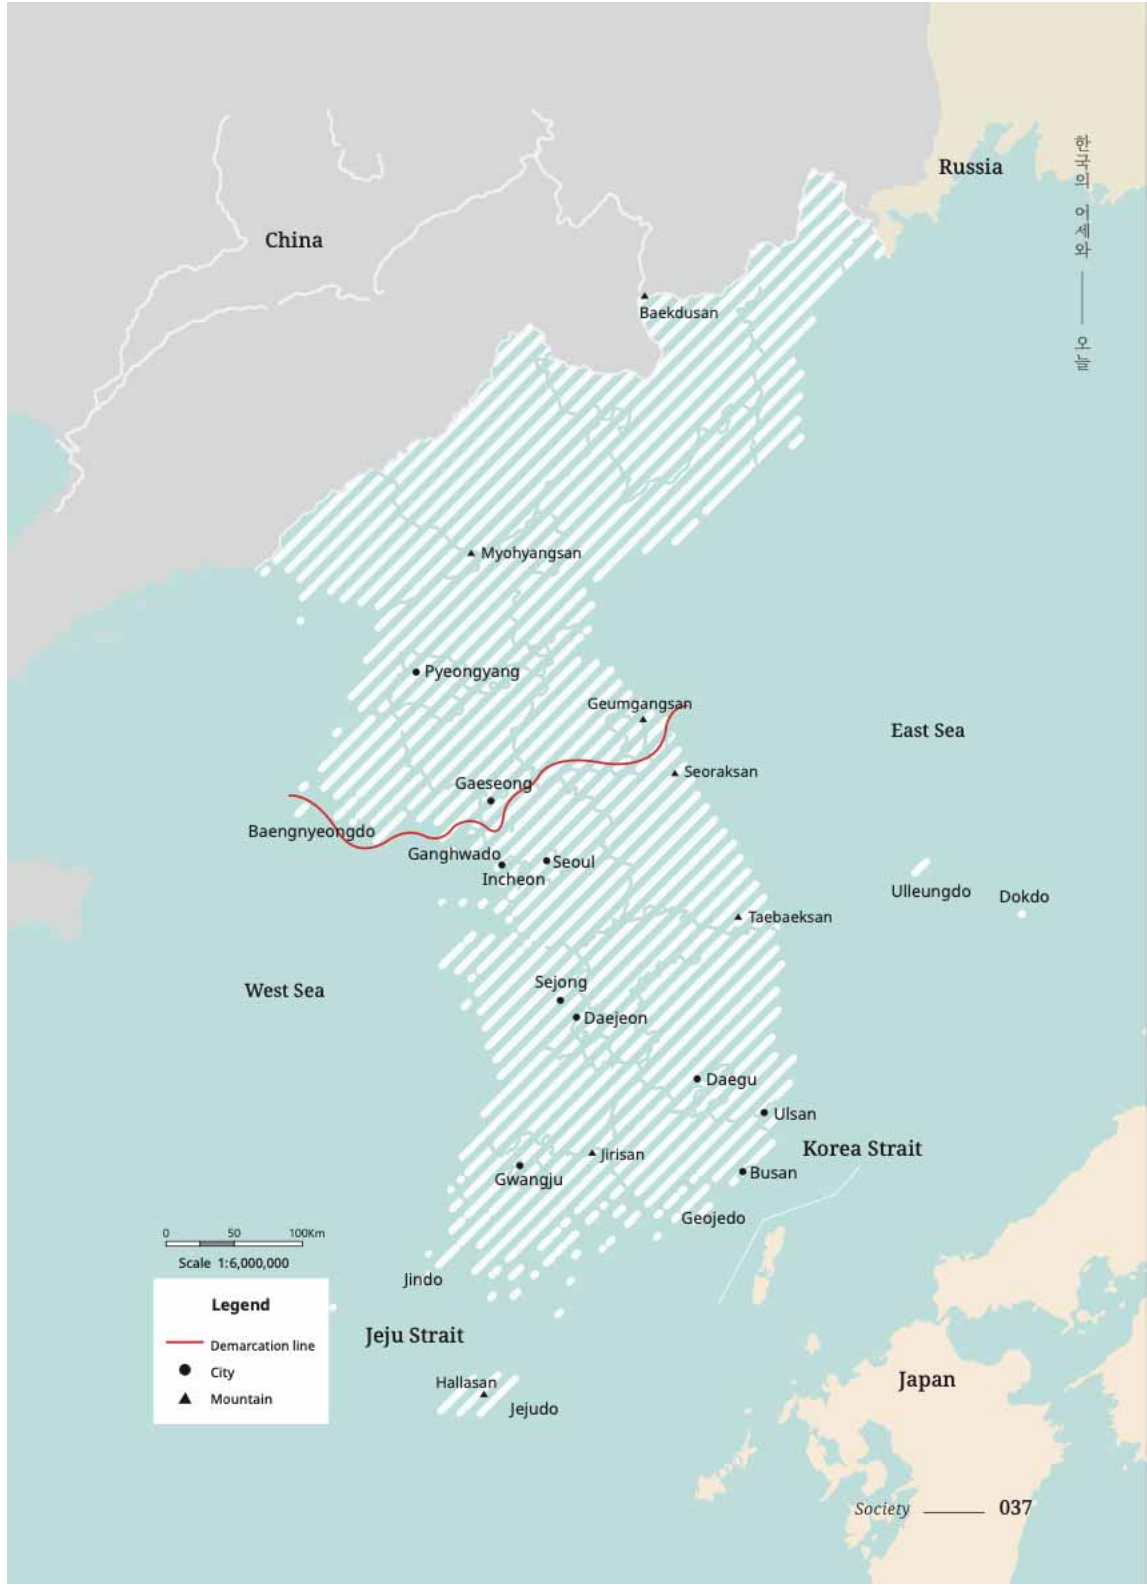 Russia
한국의 어제와 오늘
China
Baekdusan
Myohyangsan
Pyeongyang
Geumgangsan
East Sea
Seoraksan
Gaeseong
Baengnyeongdo
Ganghwado
Seoul
Incheon
Ulleungdo
Dokdo
Taebaeksan
West Sea
Sejong
Daejeon
Daegu
Ulsan
Korea Strait
Jirisan
Busan
Gwangju
Geojedo
0 50 100Km
Scale 1:6,000,000
Jindo
Legend
Demarcation line
City
Mountain
Jeju Strait
Hallasan
Jejudo
Japan
Society 037